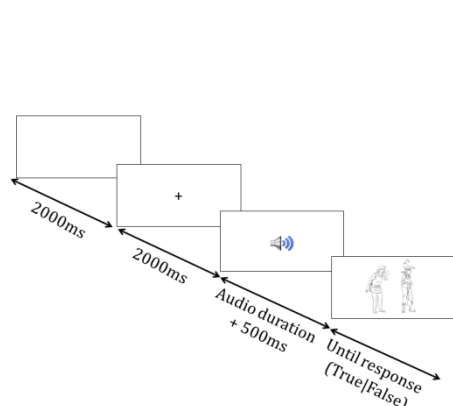 2000ms
+
2000ms
Audio duration
+ 500ms
Until response
(True|False)